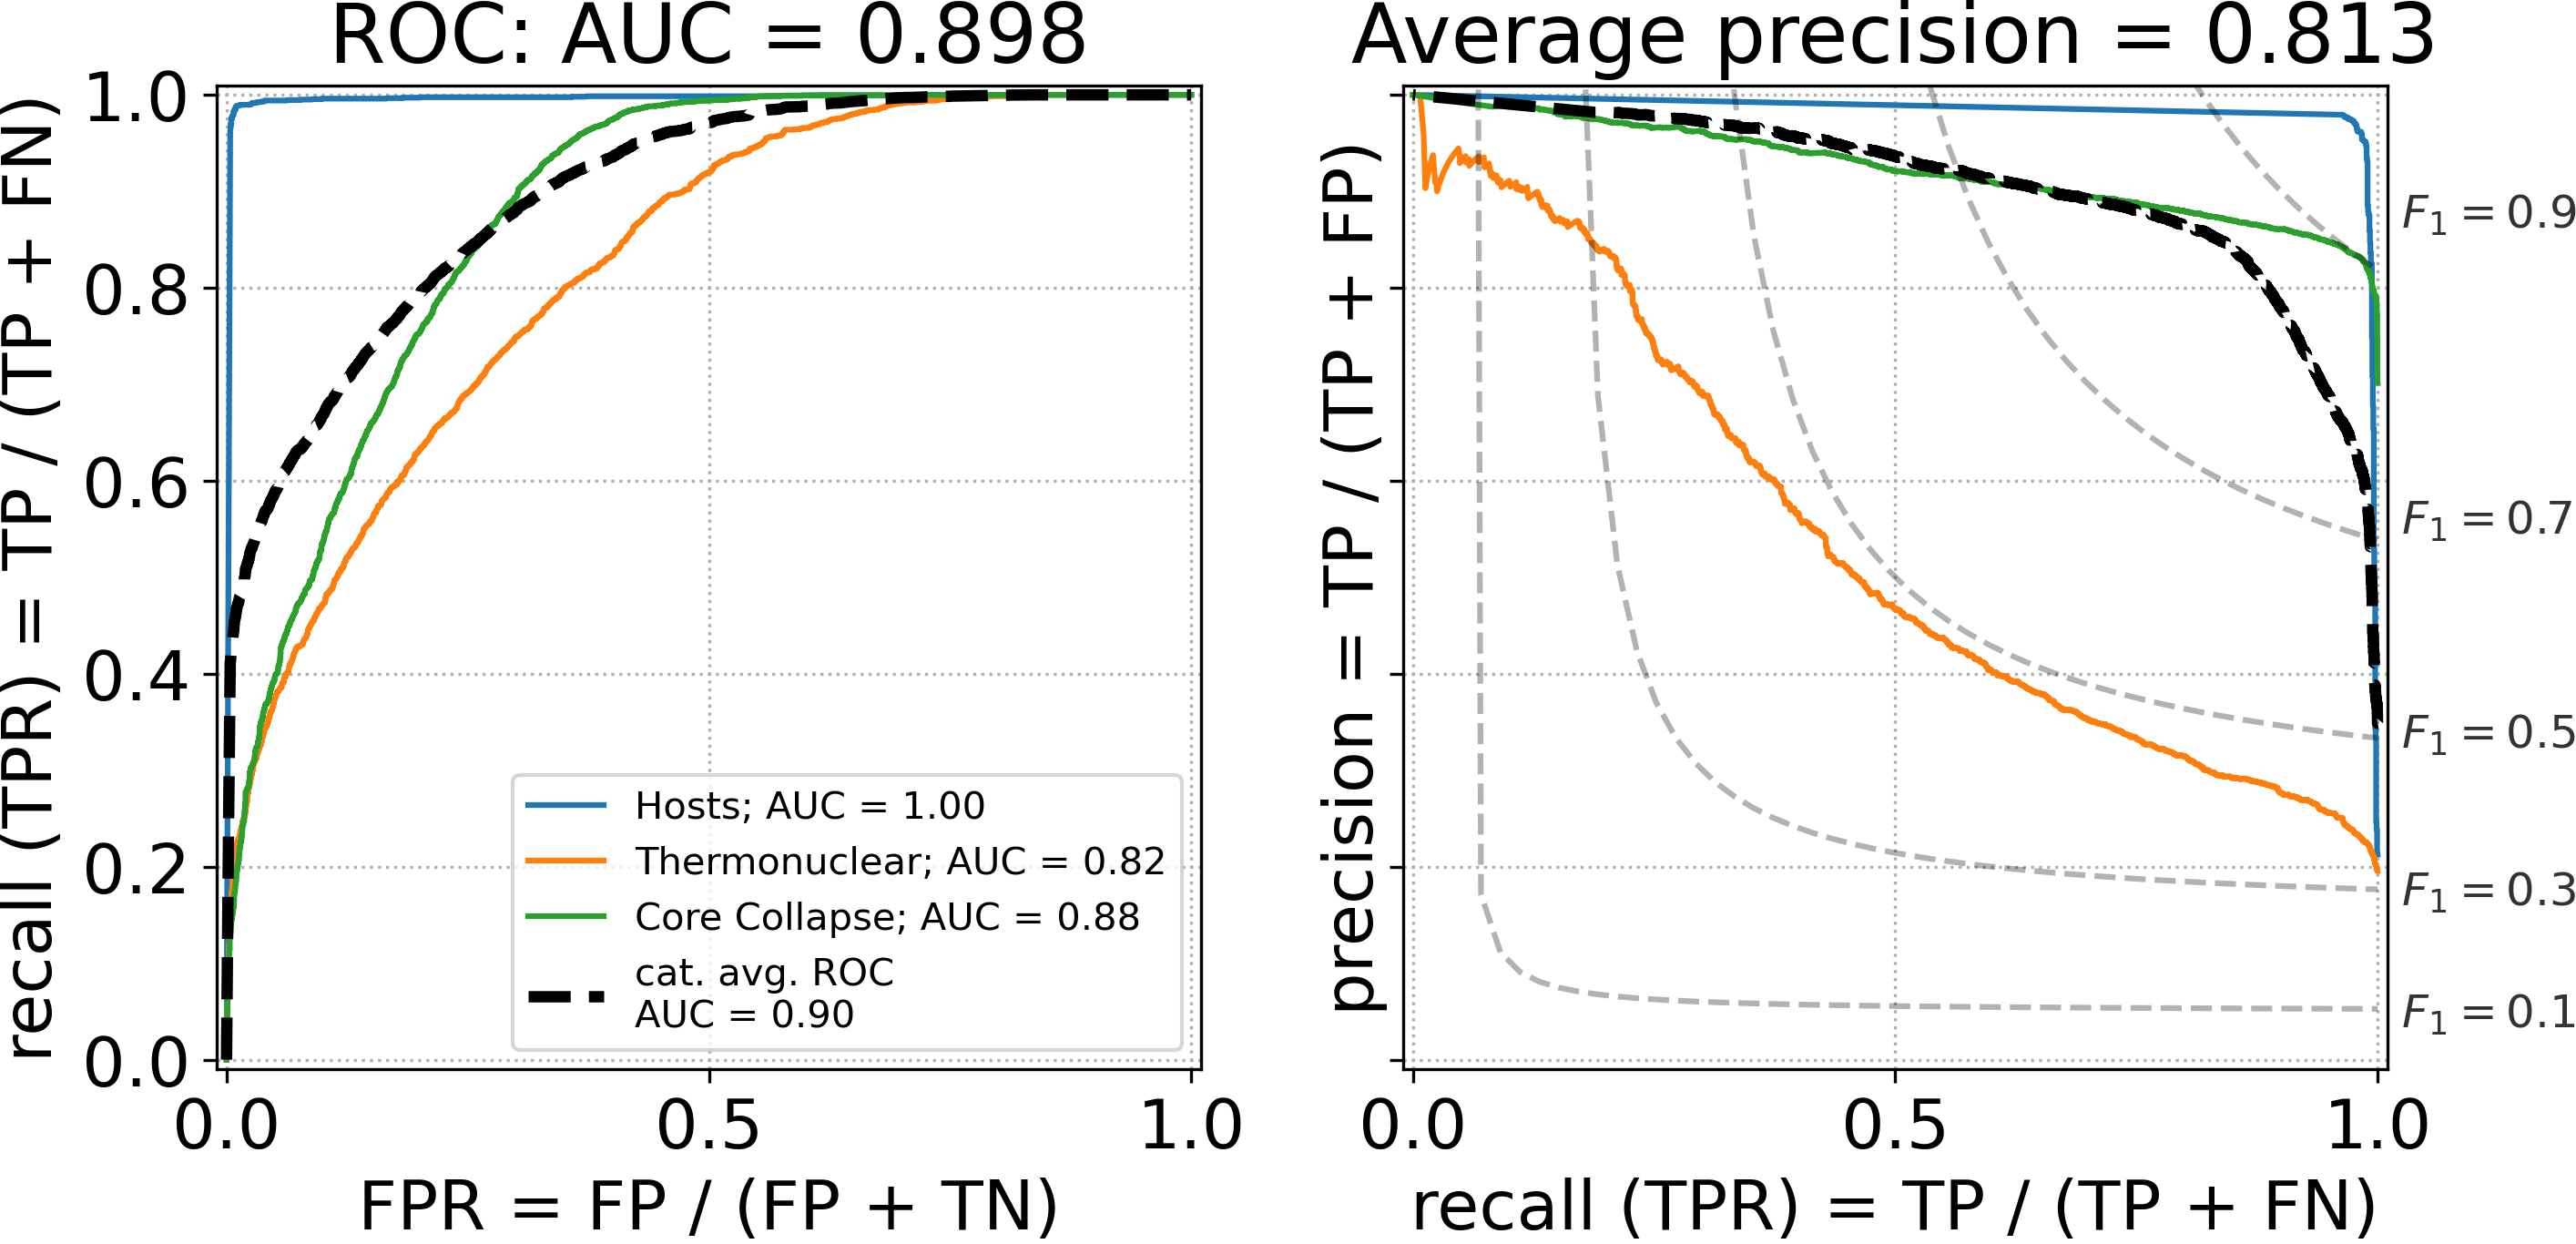 ROC: AUC = 0.898
recall (TPR) = TP / (TP + FN)
1.0
0.8
0.6
0.4
0.2
0.0
Hosts; AUC = 1.00
Thermonuclear; AUC = 0.82
Core Collapse; AUC = 0.88
cat. avg. ROC
AUC = 0.90
0.0 0.5 1.0
FPR = FP / (FP + TN)
Average precision = 0.813
precision = TP / (TP + FP)
F₁ = 0.9
F₁ = 0.7
F₁ = 0.5
F₁ = 0.3
F₁ = 0.1
0.0 0.5 1.0
recall (TPR) = TP / (TP + FN)